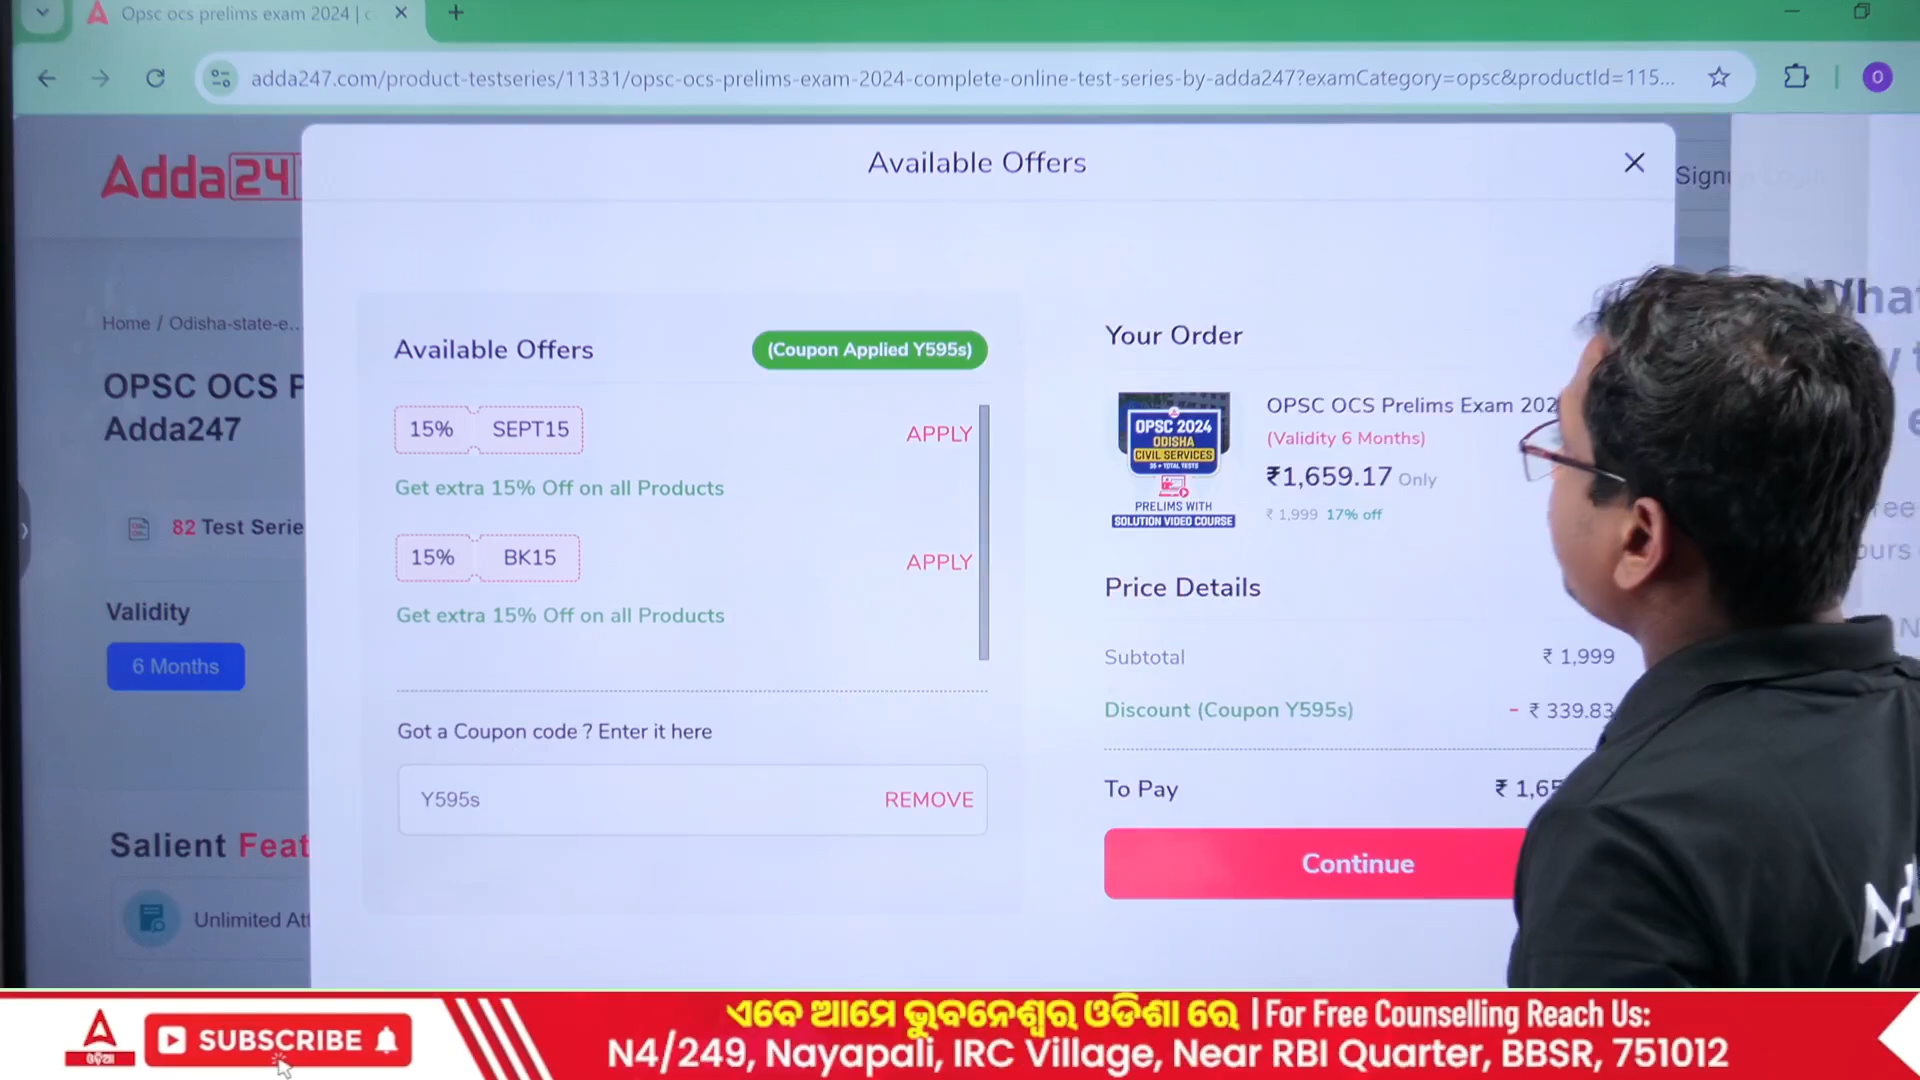 Opsc ocs prelims exam 2024 | c
adda247.com/product-testseries/11331/opsc-ocs-prelims-exam-2024-complete-online-test-series-by-adda247?examCategory=opsc&productId=115...
O
Adda24
Available Offers
Home / Odisha-state-e...
OPSC OCS P
Adda247
82 Test Serie
Validity
6 Months
Salient Feat
Unlimited Att
Available Offers
(Coupon Applied Y595s)
15% SEPT15
APPLY
Get extra 15% Off on all Products
15% BK15
APPLY
Get extra 15% Off on all Products
Got a Coupon code ? Enter it here
Y595s
REMOVE
Your Order
OPSC 2024
ODISHA
CIVIL SERVICES
35 + TOTAL TESTS
PRELIMS WITH
SOLUTION VIDEO COURSE
OPSC OCS Prelims Exam 202
(Validity 6 Months)
₹1,659.17 Only
₹ 1,999 17% off
Price Details
Subtotal
₹ 1,999
Discount (Coupon Y595s)
- ₹ 339.83
To Pay
₹ 1,65
Continue
ଓଡ଼ିଆ
SUBSCRIBE
ଏବେ ଆମେ ଭୁବନେଶ୍ୱର ଓଡିଶା ରେ | For Free Counselling Reach Us:
N4/249, Nayapali, IRC Village, Near RBI Quarter, BBSR, 751012